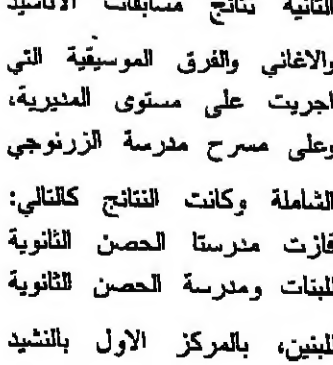 الثانية نتائج مسابقات الاناشيد
والاغاني والفرق الموسيقية التي
اجريت على مستوى المديرية،
وعلى مسرح مدرسة الزرنوجي
الشاملة وكانت النتائج كالتالي:
فازت مدرستا الحصن الثانوية
للبنات ومدرسة الحصن الثانوية
للبنين، بالمركز الاول بالنشيد